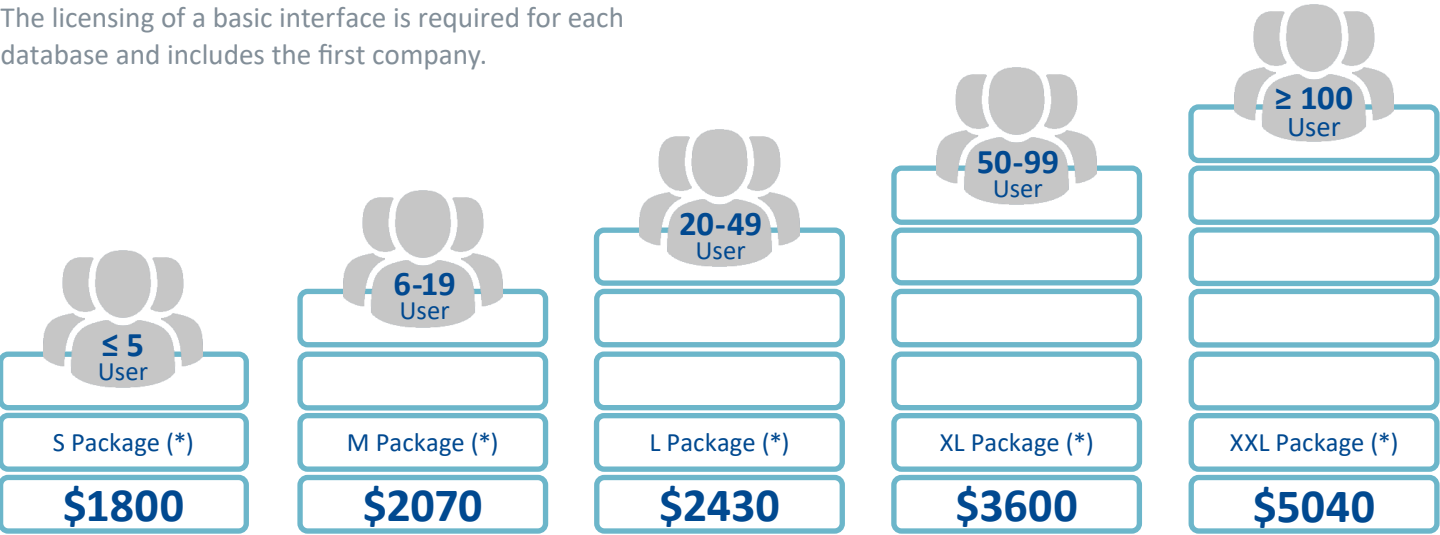 The licensing of a basic interface is required for each
database and includes the first company.
≤ 5
User
S Package (*)
$1800
6-19
User
M Package (*)
$2070
20-49
User
L Package (*)
$2430
50-99
User
XL Package (*)
$3600
≥ 100
User
XXL Package (*)
$5040